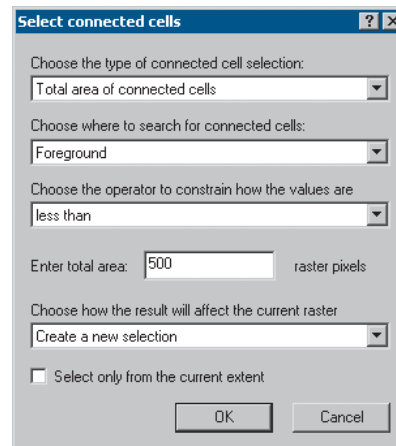 Select connected cells
Choose the type of connected cell selection:
Total area of connected cells
Choose where to search for connected cells:
Foreground
Choose the operator to constrain how the values are
less than
Enter total area: 500 raster pixels
Choose how the result will affect the current raster
Create a new selection
Select only from the current extent
OK Cancel